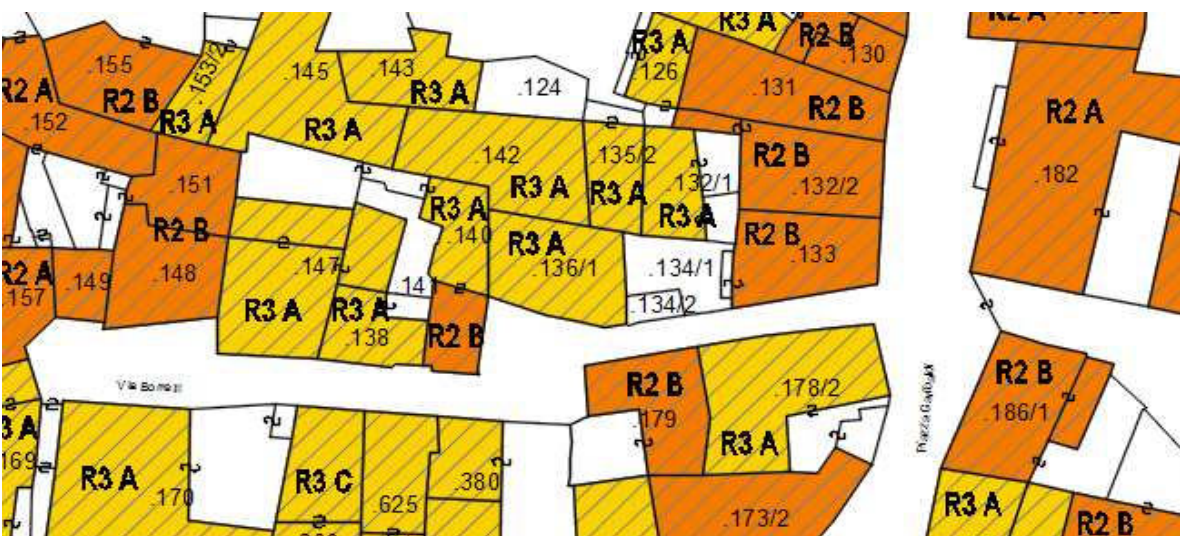 R3 A
R2 A
R2 B
.130
R3 A
.126
.155
.153/2
.145
.143
.124
.131
R2 A
R2 B
R3 A
R3 A
R3 A
R2 B
R2 A
.152
.142
.135/2
.132/1
R2 B
.132/2
.182
.151
R3 A
R3 A
R3 A
R3 A
.140
R2 B
R3 A
R2 B
.133
.136/1
.134/1
.134/2
R2 A
.157
.149
.148
.147
.141
R3 A
R3 A
.138
R2 B
R2 B
.179
.178/2
R3 A
R2 B
.186/1
3 A
169
R3 A
.170
R3 C
.625
.380
.173/2
R3 A
R2 B